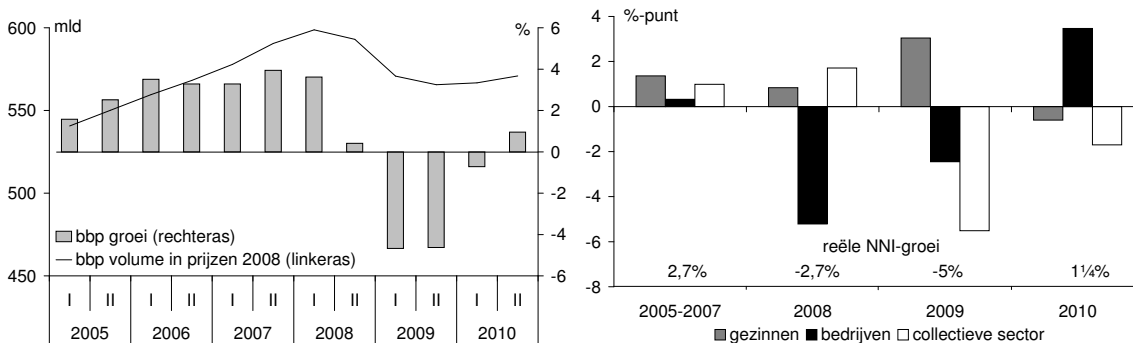 mld
%
600
550
500
450
6
4
2
0
-2
-4
-6
bbp groei (rechteras)
bbp volume in prijzen 2008 (linkeras)
I II I II I II I II I II I II
2005 2006 2007 2008 2009 2010
%-punt
4
2
0
-2
-4
-6
-8
reële NNI-groei
2,7% -2,7% -5% 1¼%
2005-2007 2008 2009 2010
gezinnen bedrijven collectieve sector